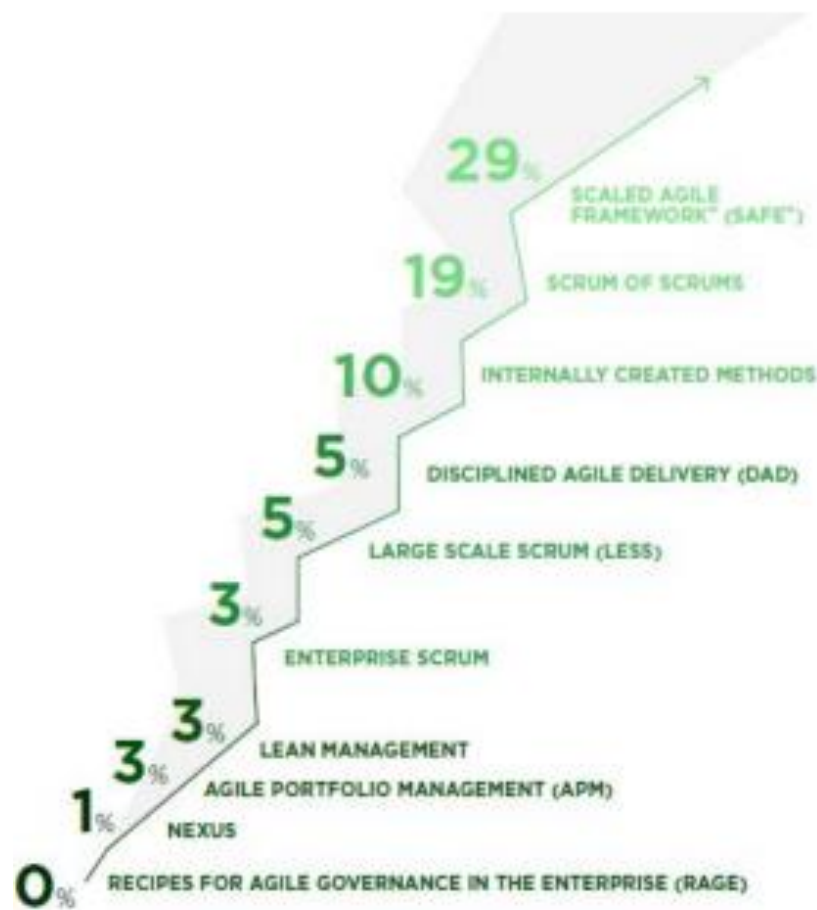 29%
SCALED AGILE
FRAMEWORK® (SAFE®)
19%
SCRUM OF SCRUMS
10%
INTERNALLY CREATED METHODS
5%
DISCIPLINED AGILE DELIVERY (DAD)
5%
LARGE SCALE SCRUM (LESS)
3%
ENTERPRISE SCRUM
3%
LEAN MANAGEMENT
3%
AGILE PORTFOLIO MANAGEMENT (APM)
1%
NEXUS
0%
RECIPES FOR AGILE GOVERNANCE IN THE ENTERPRISE (RAGE)